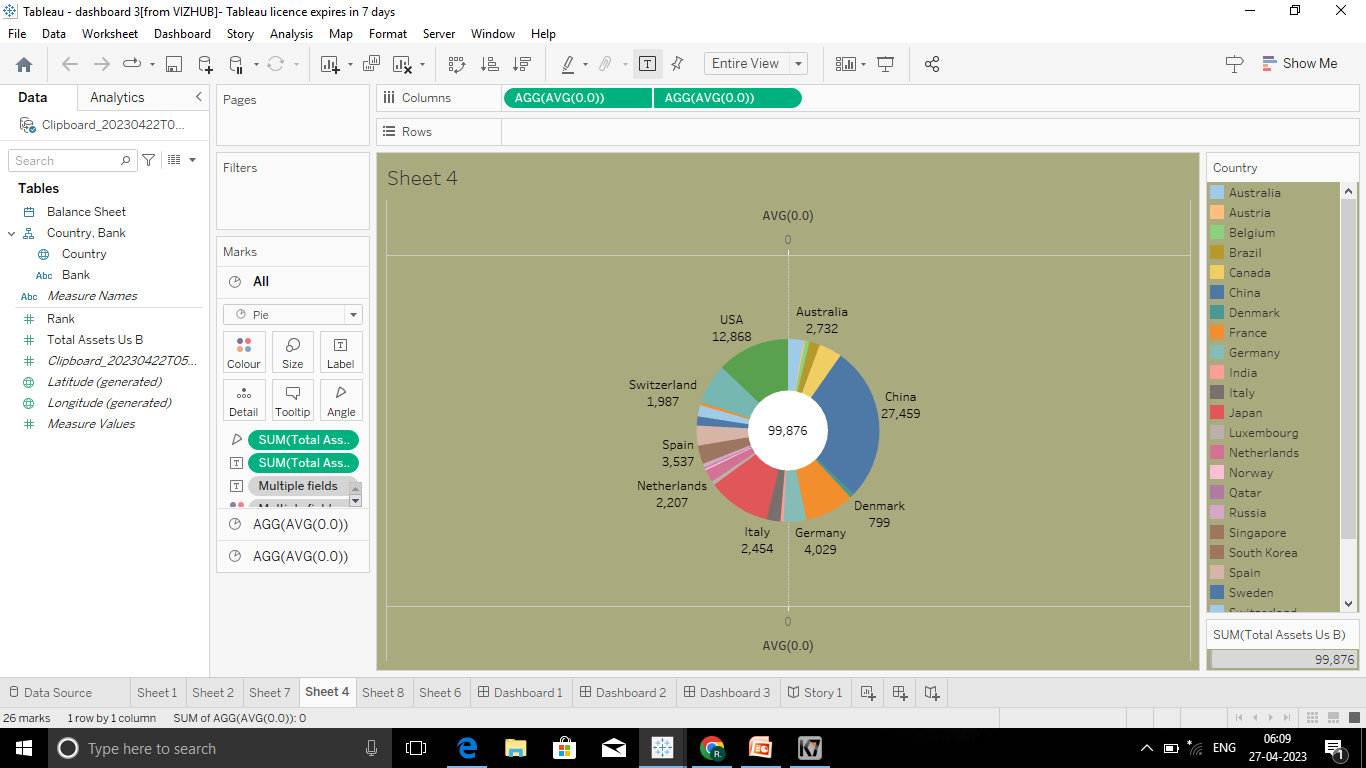 Tableau - dashboard 3[from VIZHUB]- Tableau licence expires in 7 days
File Data Worksheet Dashboard Story Analysis Map Format Server Window Help
Entire View
Show Me
Data Analytics
Clipboard_20230422T0...
Search
Tables
Balance Sheet
Country, Bank
Country
Abc Bank
Abc Measure Names
Rank
Total Assets Us B
Clipboard_20230422T05...
Latitude (generated)
Longitude (generated)
Measure Values
Pages
Filters
Marks
All
Pie
Colour Size Label
Detail Tooltip Angle
SUM(Total Ass..
SUM(Total Ass..
Multiple fields
AGG(AVG(0.0))
AGG(AVG(0.0))
Columns AGG(AVG(0.0)) AGG(AVG(0.0))
Rows
Sheet 4
AVG(0.0)
0
Australia
2,732
USA
12,868
Switzerland
1,987
China
27,459
99,876
Spain
3,537
Netherlands
2,207
Denmark
799
Italy
2,454
Germany
4,029
0
AVG(0.0)
Country
Australia
Austria
Belgium
Brazil
Canada
China
Denmark
France
Germany
India
Italy
Japan
Luxembourg
Netherlands
Norway
Qatar
Russia
Singapore
South Korea
Spain
Sweden
Switzerland
SUM(Total Assets Us B)
99,876
Data Source Sheet 1 Sheet 2 Sheet 7 Sheet 4 Sheet 8 Sheet 6 Dashboard 1 Dashboard 2 Dashboard 3 Story 1
26 marks 1 row by 1 column SUM of AGG(AVG(0.0)): 0
Type here to search
ENG
06:09
27-04-2023
1